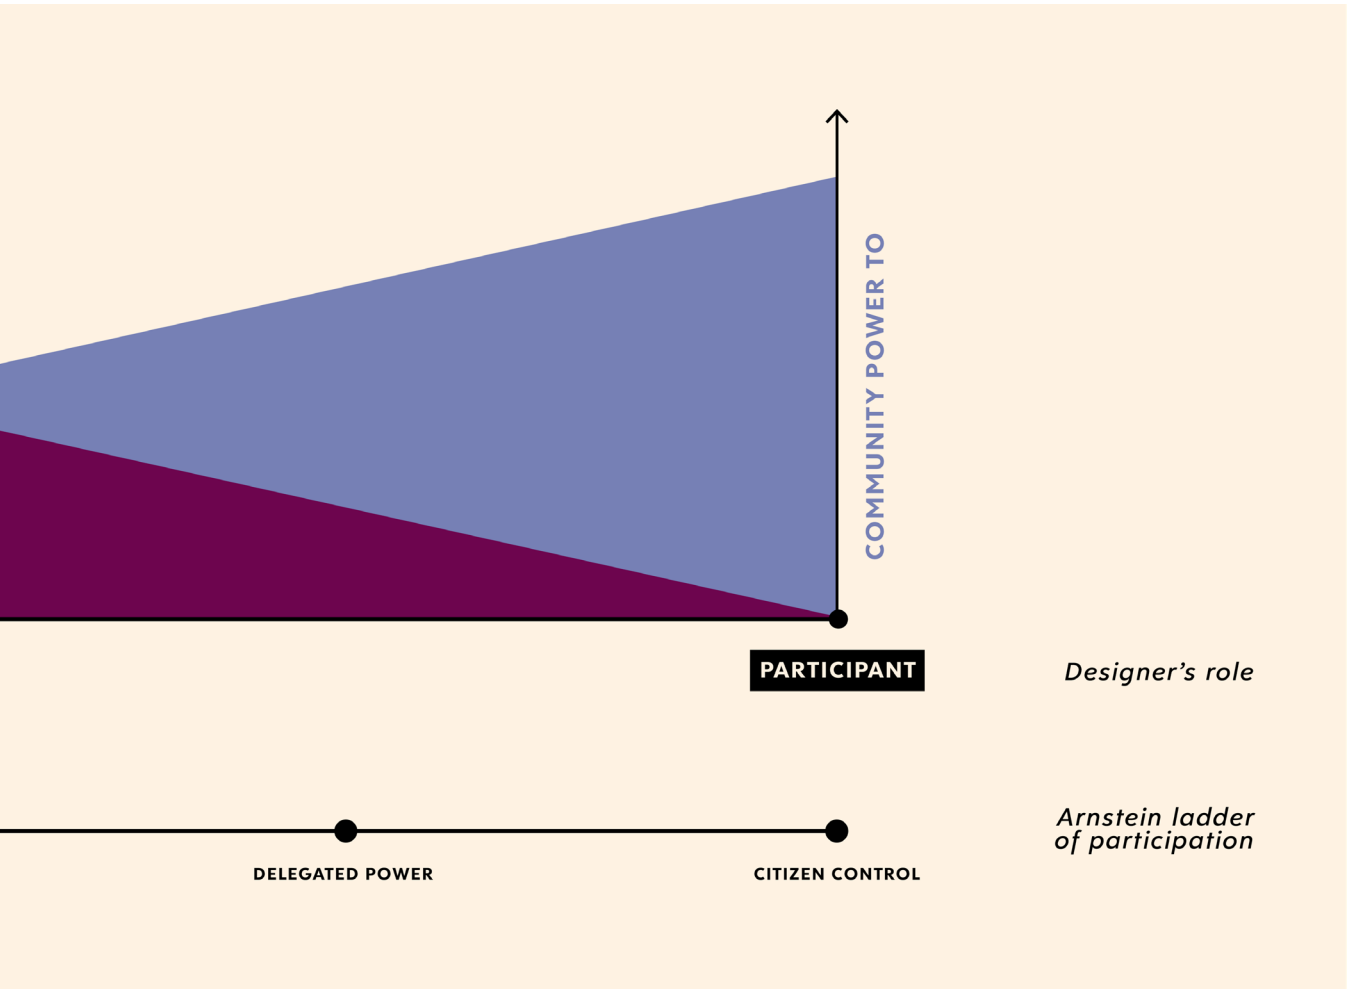 COMMUNITY POWER TO
PARTICIPANT
Designer’s role
Arnstein ladder
of participation
DELEGATED POWER
CITIZEN CONTROL